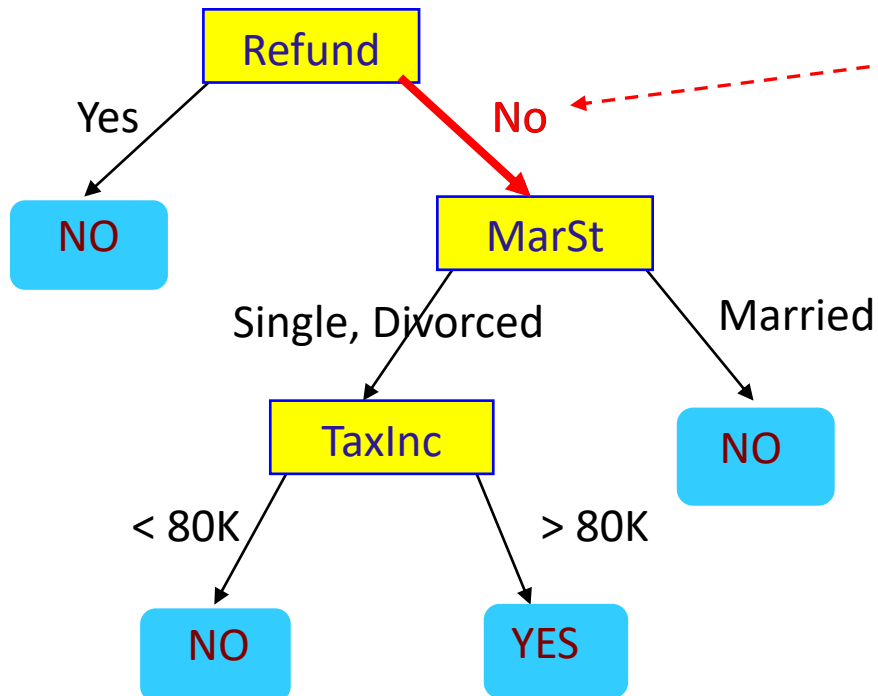 Refund
Yes
No
NO
MarSt
Single, Divorced
Married
TaxInc
NO
< 80K
> 80K
NO
YES